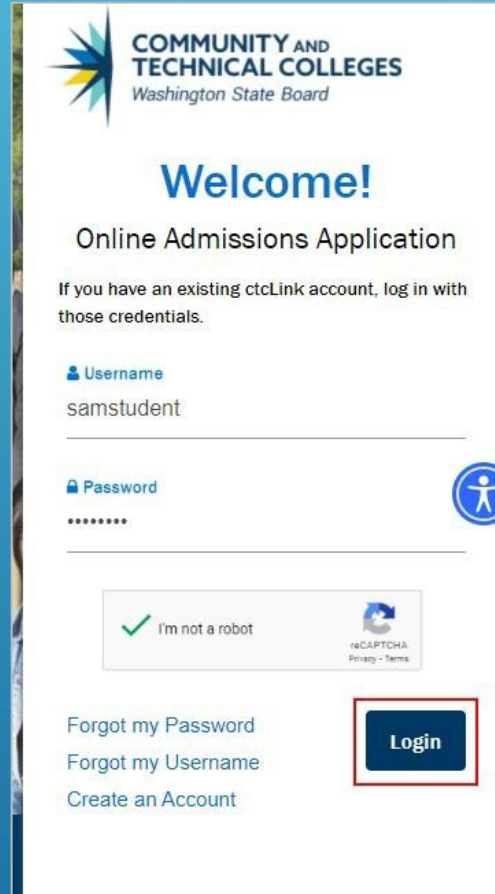 COMMUNITY AND
TECHNICAL COLLEGES
Washington State Board
Welcome!
Online Admissions Application
If you have an existing ctcLink account, log in with
those credentials.
Username
samstudent
Password
••••••••
I'm not a robot
reCAPTCHA
Privacy - Terms
Forgot my Password
Login
Forgot my Username
Create an Account